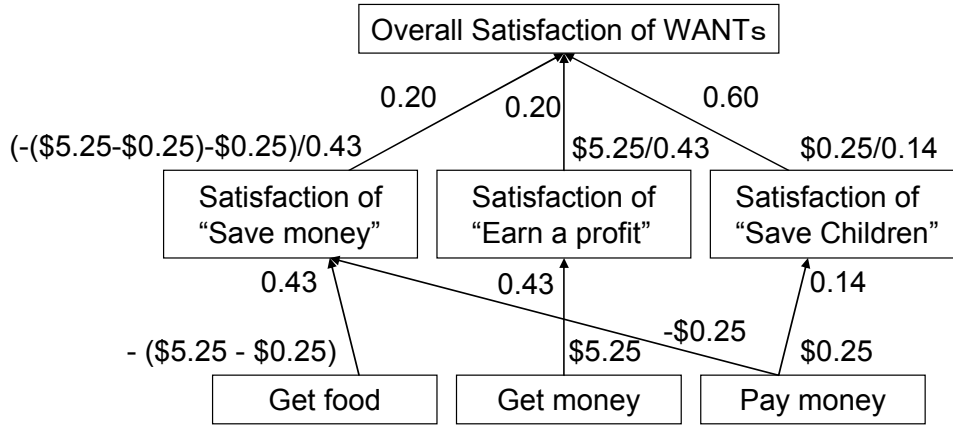 Overall Satisfaction of WANTs
0.20
0.20
0.60
(-($5.25-$0.25)-$0.25)/0.43
$5.25/0.43
$0.25/0.14
Satisfaction of
“Save money”
Satisfaction of
“Earn a profit”
Satisfaction of
“Save Children”
0.43
0.43
0.14
- ($5.25 - $0.25)
$5.25
-$0.25
$0.25
Get food
Get money
Pay money